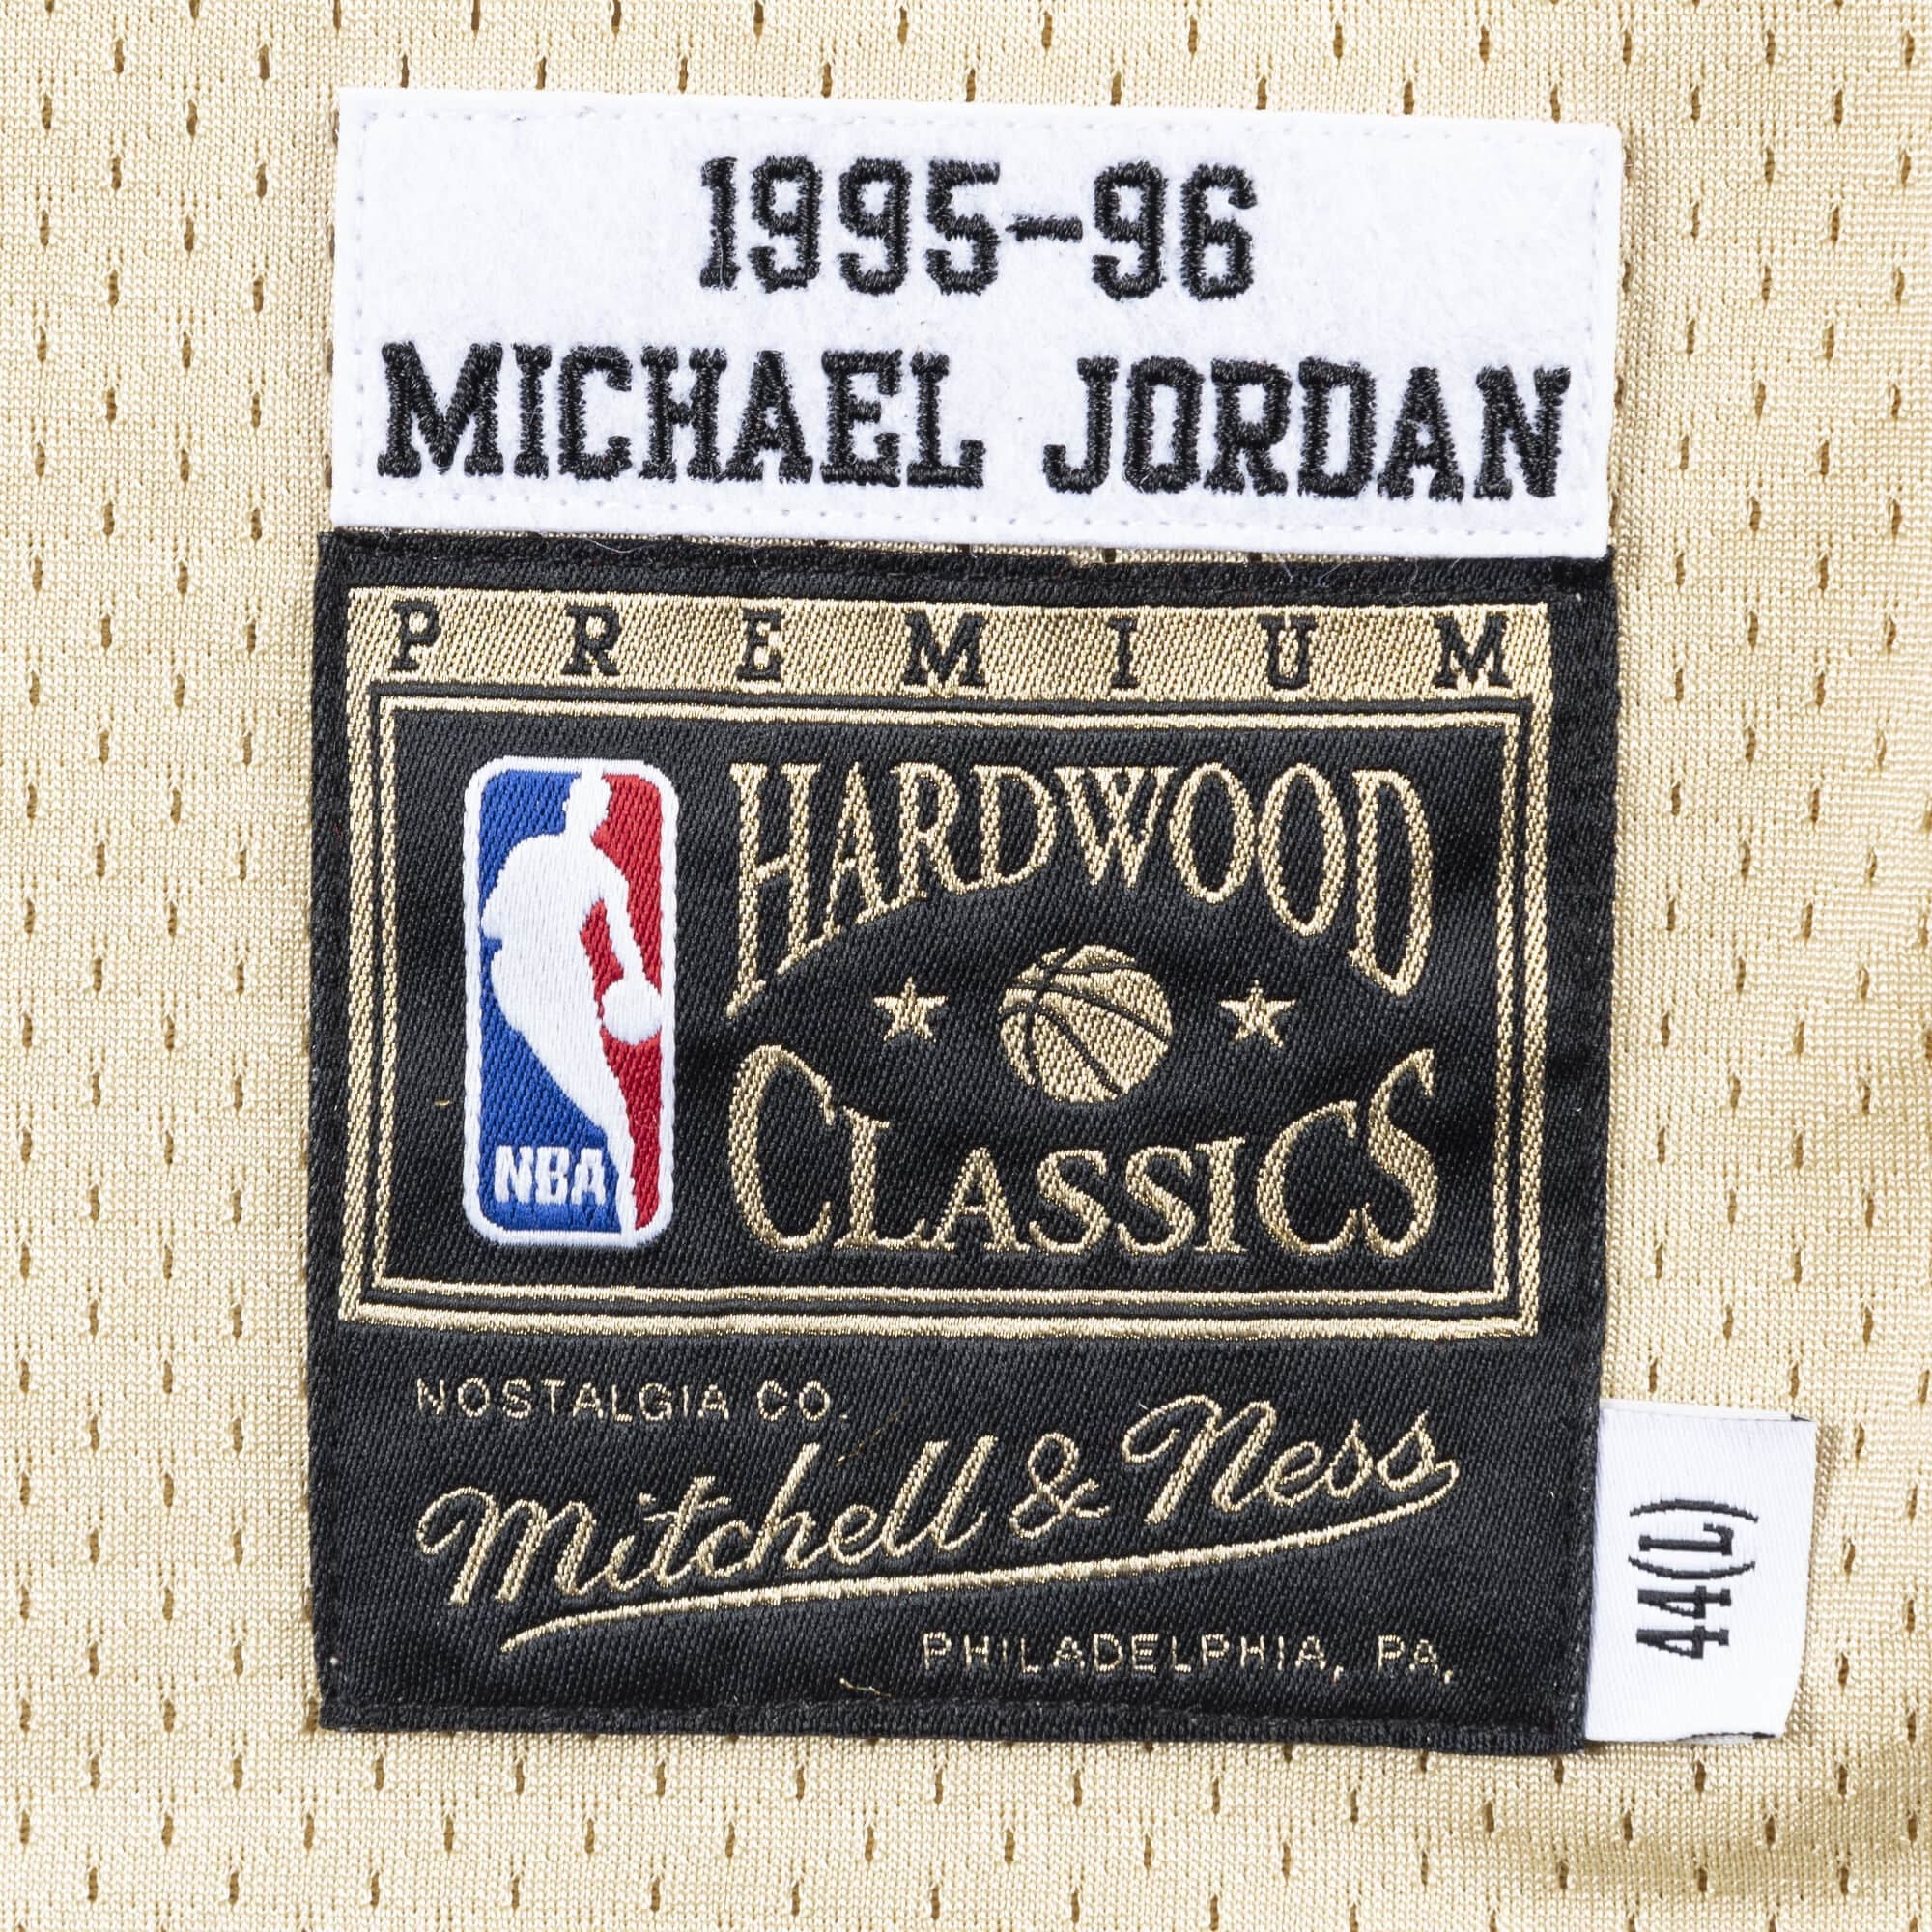 1995-96
MICHAEL JORDAN
PREMIUM
NBA
HARDWOOD
CLASSICS
NOSTALGIA CO.
Mitchell & Ness
PHILADELPHIA, PA.
44(L)